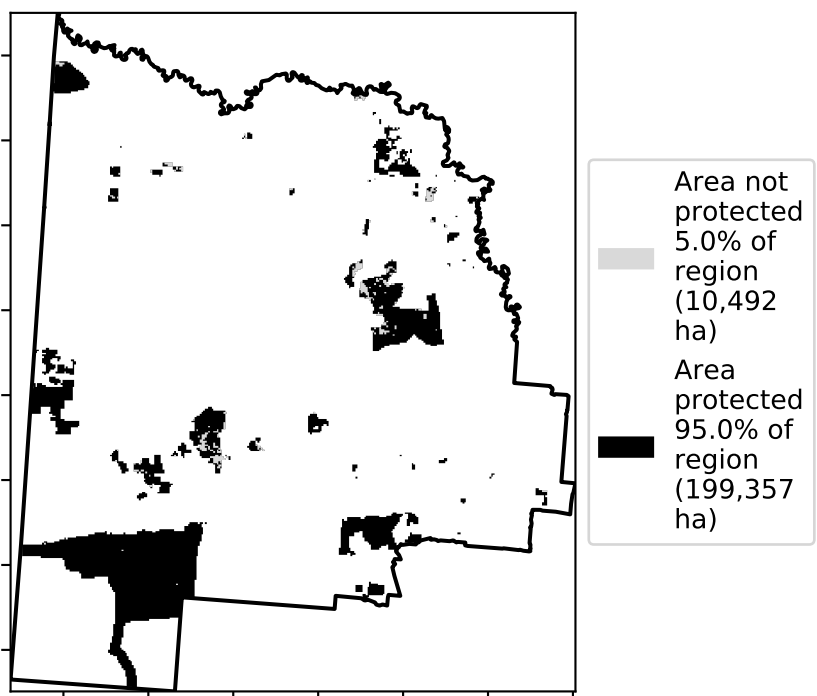 Area not
protected
5.0% of
region
(10,492
ha)
Area
protected
95.0% of
region
(199,357
ha)